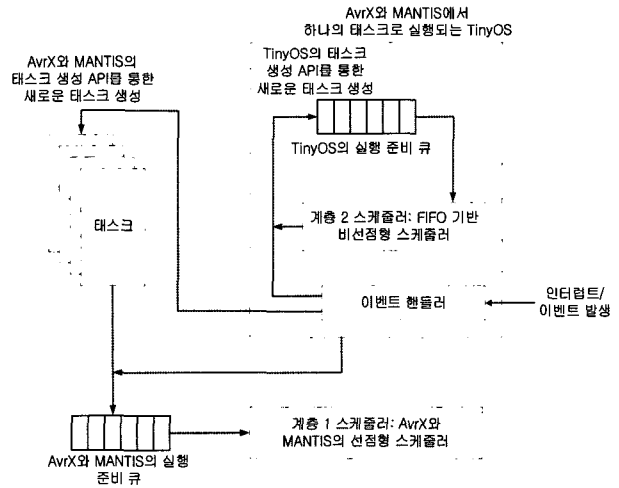 AvrX와 MANTIS에서
하나의 태스크로 실행되는 TinyOS
AvrX와 MANTIS의
태스크 생성 API를 통한
새로운 태스크 생성
TinyOS의 태스크
생성 API를 통한
새로운 태스크 생성
TinyOS의 실행 준비 큐
태스크
계층 2 스케줄러: FIFO 기반
비선점형 스케줄러
이벤트 핸들러
인터럽트/
이벤트 발생
계층 1 스케줄러: AvrX와
MANTIS의 선점형 스케줄러
AvrX와 MANTIS의 실행
준비 큐